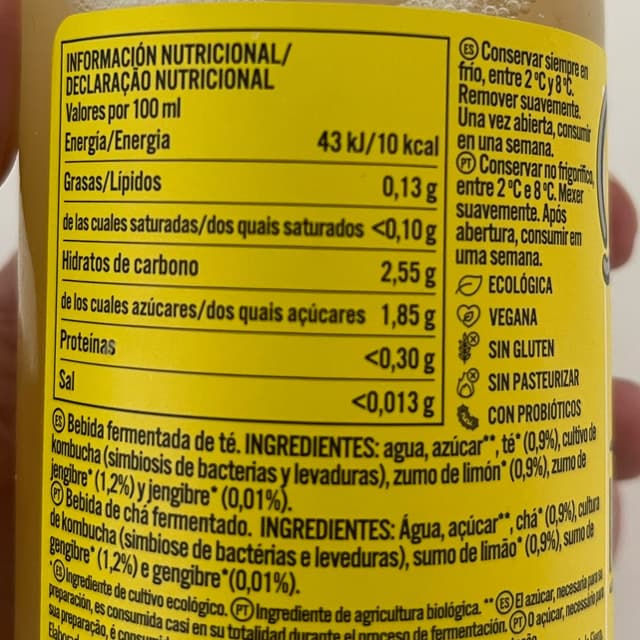 INFORMACIÓN NUTRICIONAL/
DECLARAÇÃO NUTRICIONAL
Valores por 100 ml
Energía/Energia 43 kJ/10 kcal
Grasas/Lípidos 0,13 g
de las cuales saturadas/dos quais saturados <0,10 g
Hidratos de carbono 2,55 g
de los cuales azúcares/dos quais açúcares 1,85 g
Proteínas <0,30 g
Sal <0,013 g
ES Conservar siempre en
frío, entre 2 ºC y 8 ºC.
Remover suavemente.
Una vez abierta, consumir
en una semana.
PT Conservar no frigorífico,
entre 2 ºC e 8 ºC. Mexer
suavemente. Após
abertura, consumir em
uma semana.
ECOLÓGICA
VEGANA
SIN GLUTEN
SIN PASTEURIZAR
CON PROBIÓTICOS
ES Bebida fermentada de té. INGREDIENTES: agua, azúcar**, té* (0,9%), cultivo de
kombucha (simbiosis de bacterias y levaduras), zumo de limón* (0,9%), zumo de
jengibre* (1,2%) y jengibre* (0,01%).
PT Bebida de chá fermentado. INGREDIENTES: Água, açúcar**, chá* (0,9%), cultura
de kombucha (simbiose de bactérias e leveduras), sumo de limão* (0,9%), sumo de
gengibre* (1,2%) e gengibre* (0,01%).
* ES Ingrediente de cultivo ecológico. PT Ingrediente de agricultura biológica. ** ES El azúcar, necesaria para su
preparación, es consumida casi en su totalidad durante el proceso de fermentación. PT O açúcar, necessário para
sua preparação, é